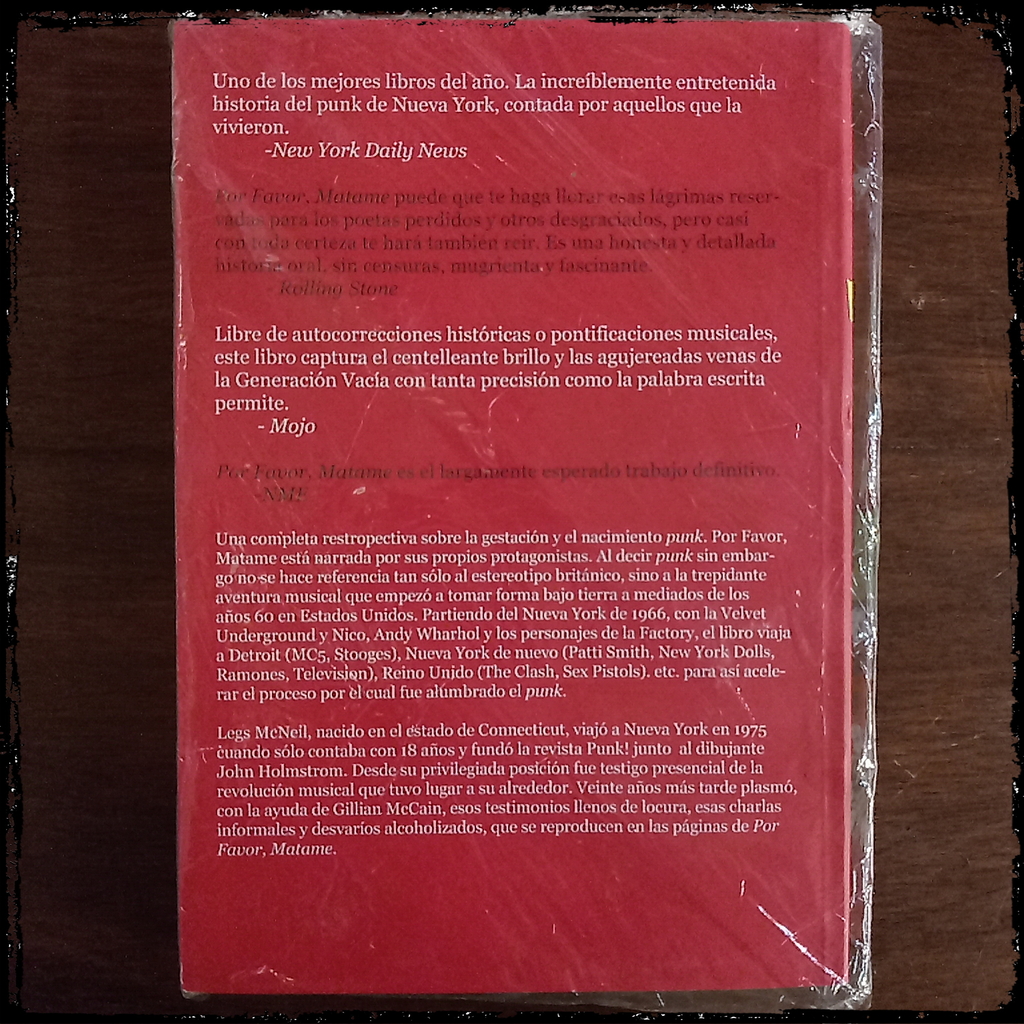 Uno de los mejores libros del año. La increíblemente entretenida
historia del punk de Nueva York, contada por aquellos que la
vivieron.
-New York Daily News
Por Favor, Matame puede que te haga llorar esas lágrimas reser-
vadas para los poetas perdidos y otros desgraciados, pero casi
con toda certeza te hará también reir. Es una honesta y detallada
historia oral, sin censuras, mugrienta y fascinante.
- Rolling Stone
Libre de autocorrecciones históricas o pontificaciones musicales,
este libro captura el centelleante brillo y las agujereadas venas de
la Generación Vacía con tanta precisión como la palabra escrita
permite.
- Mojo
Por Favor, Matame es el largamente esperado trabajo definitivo.
-NME
Una completa restropectiva sobre la gestación y el nacimiento punk. Por Favor,
Matame está narrada por sus propios protagonistas. Al decir punk sin embar-
go no se hace referencia tan sólo al estereotipo británico, sino a la trepidante
aventura musical que empezó a tomar forma bajo tierra a mediados de los
años 60 en Estados Unidos. Partiendo del Nueva York de 1966, con la Velvet
Underground y Nico, Andy Wharhol y los personajes de la Factory, el libro viaja
a Detroit (MC5, Stooges), Nueva York de nuevo (Patti Smith, New York Dolls,
Ramones, Television), Reino Unido (The Clash, Sex Pistols). etc. para así acele-
rar el proceso por el cual fue alumbrado el punk.
Legs McNeil, nacido en el estado de Connecticut, viajó a Nueva York en 1975
cuando sólo contaba con 18 años y fundó la revista Punk! junto al dibujante
John Holmstrom. Desde su privilegiada posición fue testigo presencial de la
revolución musical que tuvo lugar a su alrededor. Veinte años más tarde plasmó,
con la ayuda de Gillian McCain, esos testimonios llenos de locura, esas charlas
informales y desvaríos alcoholizados, que se reproducen en las páginas de Por
Favor, Matame.